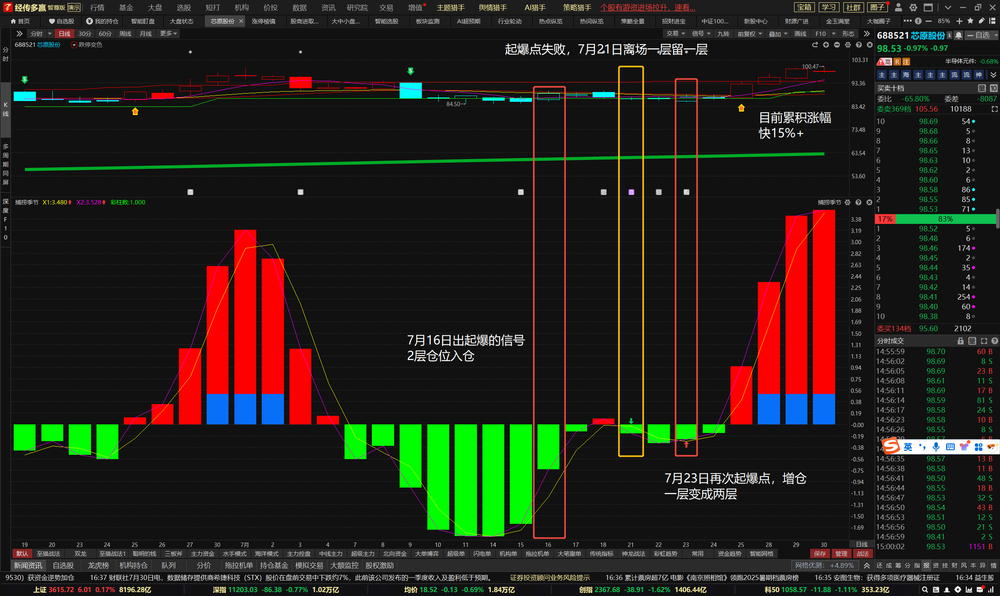 经传多赢 智尊版 演示 行情 基金 大盘 选股 短打 机构 价投 数据 资讯 研究院 交易 增值 主题猎手 舆情猎手 AI猎手 策略猎手 个股有游资进场拉升，速看... 宝箱 学习 社群 圈子
首页 自选股 我的持仓 智能盯盘 大盘状态 芯原股份 涨停棱镜 股商进取... 大中小盘... 智能选股 板块监测 AI超预期 行业轮动 热点纵览 热词纵览 策略全景 招财进宝 中证100... 新股中心 财源广进 金玉满堂 大咖圈子 85%
分时 日线 30分 60分 周线 月线 更多 交易 信号 九转 前复权 叠加 画线 F10 形态
688521 芯原股份 跌停变色
起爆点失败，7月21日离场一层留一层
103.31
93.36
83.42
73.48
63.54
53.60
100.47→
84.50→
S
S
B
B
目前累积涨幅
快15%+
分时
K线
多周期同屏
深度F10
捕捞季节 X1:3.480 X2:3.528 彩柱数:1.000 捕捞季节
3.38
3.19
3.00
2.82
2.63
2.44
2.25
2.06
1.88
1.69
1.50
1.31
1.13
0.94
0.75
0.56
0.38
0.19
-0.00
-0.19
-0.38
-0.56
-0.75
-0.94
-1.13
-1.31
-1.50
-1.69
7月16日出起爆的信号
2层仓位入仓
7月23日再次起爆点，增仓
一层变成两层
19 20 23 24 25 26 27 30 7月 2 3 4 7 8 9 10 11 14 15 16 17 18 21 22 23 24 25 28 29 30 日线
默认 至猎战法 双龙 至猎战法1 聪明的钱 三板斧 主力资金 水手模式 海洋模式 主力控盘 中线主力 超级主力 北向资金 大单博弈 超级单 闪电单 机构单 拖拉机单 大笔撤单 传统指标 神龙战法 彩虹趋势 常用 资金趋势 智能网格 保存 管理 战法
新闻资讯 自选股 龙虎榜 机构持仓 队列 分价 拖拉机单 持仓基金 模拟交易 大额监控 股权激励 网格优测： +4.89%
688521 芯原股份 自选
98.53 -0.97% -0.97
高 R 注 半导体元件: -0.68%
主 主 海 主 主 主 流 流 神
买卖十档 量 10
委比 -65.80% 委差 -8087
委卖369档 105.56 10188
10 98.69 54
9 98.68 5
8 98.66 8
7 98.65 13
6 98.63 10
5 98.62 2
4 98.60 6
3 98.58 86
2 98.55 85
1 98.53 71
17% 83%
1 98.52 5
2 98.48 6
3 98.46 174
4 98.45 2
5 98.44 35
6 98.43 4
7 98.42 14
8 98.41 254
9 98.40 60
10 98.38 8
委买134档 95.60 2102
分时成交 量
14:55:59 98.70 60 B
14:56:02 98.69 8 S
14:56:05 98.69 23 B
14:56:08 98.61 11 S
14:56:11 98.69 17 B
14:56:14 98.59 81 S
14:56:17 98.58 24 S
14:56:23 98.58 10 B
14:56:26 98.55 8 S
英
14:56:35 98.57 13 B
14:56:38 98.58 11 B
14:56:41 98.50 48 S
14:56:44 98.55 18 B
14:56:47 98.53 32 S
14:56:50 98.54 43 B
14:56:53 98.51 12 S
14:56:56 98.50 21 S
14:56:59 98.41 2 S
15:00:02 98.53 1151 B
还 成 筹 分 指 报 资 技 财 风 本 异 情
9530）获资金逆势加仓 16:37 财联社7月30日电，数据储存提供商希捷科技（STX）股价在盘前交易中下跌约7%，此前该公司发布的一季度收入及盈利低于预期。 证券投资顾问业务风险提示 16:36 累计票房超7亿 电影《南京照相馆》领跑2025暑期档票房榜 16:35 安图生物：获得多项医疗器械注册证 16:34 益生股
上证 3615.72 6.01 0.17% 8196.28亿 深指 11203.03 -86.38 -0.77% 1.02万亿 均价 18.52 -0.13 -0.69% 1.84万亿 创指 2367.68 -38.91 -1.62% 1406.44亿 科50 1058.57 -11.88 -1.11% 353.23亿